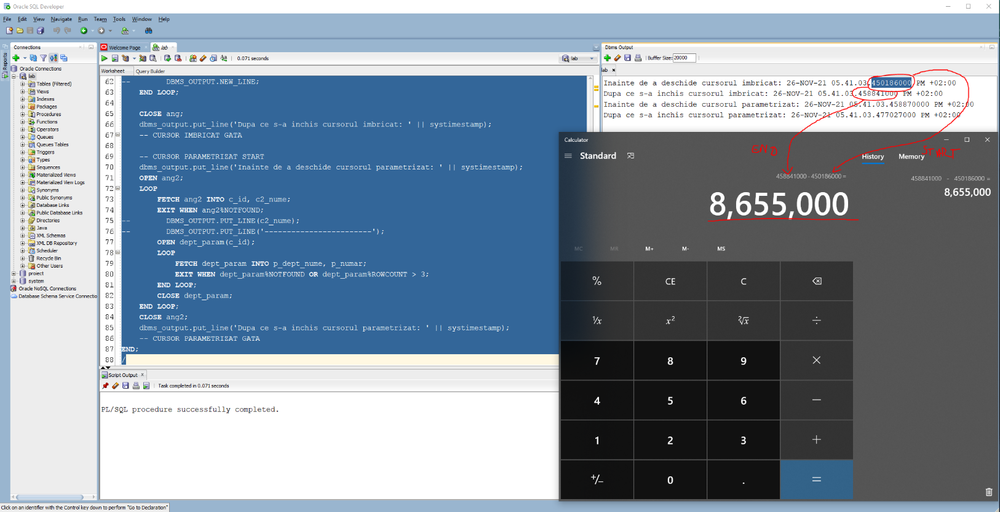 Oracle SQL Developer
File Edit View Navigate Run Team Tools Window Help
Connections
Reports
Oracle Connections
lab
Tables (Filtered)
Views
Indexes
Packages
Procedures
Functions
Operators
Queues
Queues Tables
Triggers
Types
Sequences
Materialized Views
Materialized View Logs
Synonyms
Public Synonyms
Database Links
Public Database Links
Directories
Java
XML Schemas
XML DB Repository
Scheduler
Recycle Bin
Other Users
proiect
system
Oracle NoSQL Connections
Database Schema Service Connectio
Welcome Page lab
0.071 seconds lab
Worksheet Query Builder
62 -- DBMS_OUTPUT.NEW_LINE;
63 END LOOP;
64
65 CLOSE ang;
66 dbms_output.put_line('Dupa ce s-a inchis cursorul imbricat: ' || systimestamp);
67 -- CURSOR IMBRICAT GATA
68
69 -- CURSOR PARAMETRIZAT START
70 dbms_output.put_line('Inainte de a deschide cursorul parametrizat: ' || systimestamp);
71 OPEN ang2;
72 LOOP
73 FETCH ang2 INTO c_id, c2_nume;
74 EXIT WHEN ang2%NOTFOUND;
75 -- DBMS_OUTPUT.PUT_LINE(c2_nume);
76 -- DBMS_OUTPUT.PUT_LINE('------------------------');
77 OPEN dept_param(c_id);
78 LOOP
79 FETCH dept_param INTO p_dept_nume, p_numar;
80 EXIT WHEN dept_param%NOTFOUND OR dept_param%ROWCOUNT > 3;
81 END LOOP;
82 CLOSE dept_param;
83 END LOOP;
84 CLOSE ang2;
85 dbms_output.put_line('Dupa ce s-a inchis cursorul parametrizat: ' || systimestamp);
86 -- CURSOR PARAMETRIZAT GATA
87 END;
88 /
Script Output
Task completed in 0.071 seconds
PL/SQL procedure successfully completed.
Dbms Output
Buffer Size: 20000
lab
Inainte de a deschide cursorul imbricat: 26-NOV-21 05.41.03.450186000 PM +02:00
Dupa ce s-a inchis cursorul imbricat: 26-NOV-21 05.41.03.458841000 PM +02:00
Inainte de a deschide cursorul parametrizat: 26-NOV-21 05.41.03.458870000 PM +02:00
Dupa ce s-a inchis cursorul parametrizat: 26-NOV-21 05.41.03.477027000 PM +02:00
Calculator
END START
Standard History Memory
458841000 - 450186000 =
8,655,000
458841000 - 450186000 =
8,655,000
MC MR M+ M- MS
% CE C
¹/x x² ²√x ÷
7 8 9 ×
4 5 6 −
1 2 3 +
+/− 0 . =
Click on an identifier with the Control key down to perform "Go to Declaration"